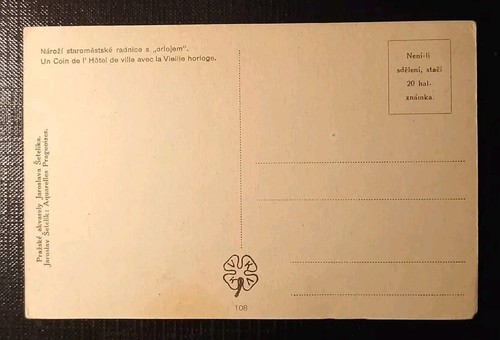 Nároží staroměstské radnice s „orlojem".
Un Coin de l' Hôtel de ville avec la Vieille horloge.
Není-li
sdělení, stačí
20 hal.
známka.
Pražské akvarely Jaroslava Šetelíka.
Jaroslav Šetelík: Aquarelles Praguoises.
108